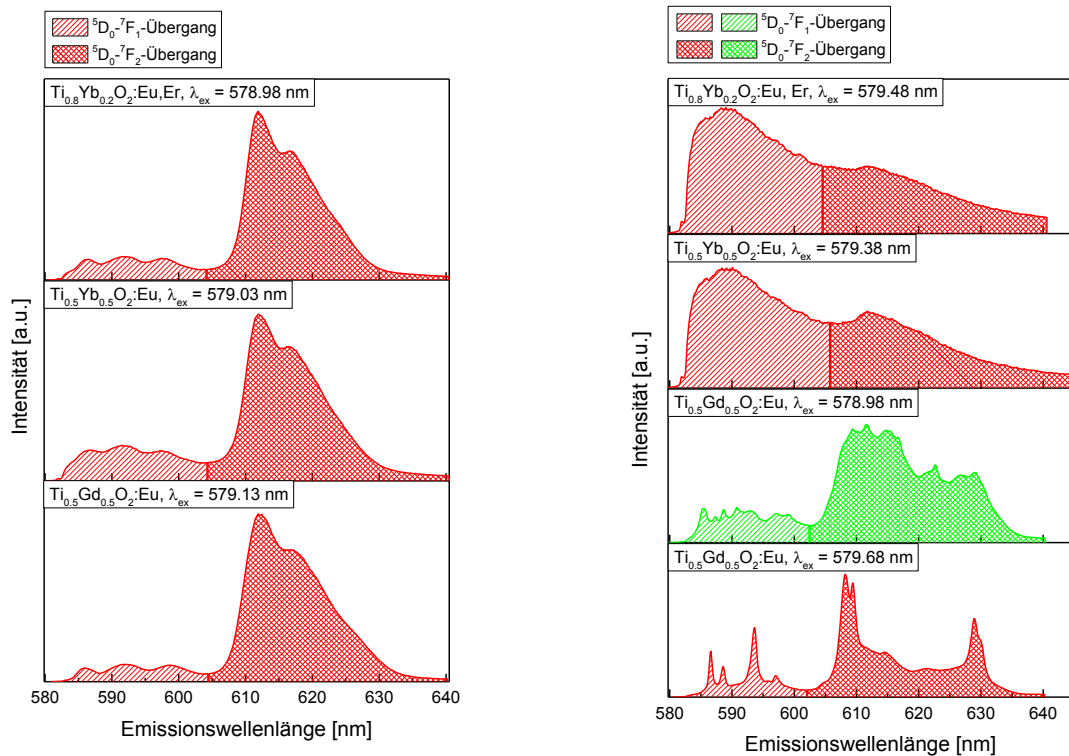 ⁵D₀-⁷F₁-Übergang
⁵D₀-⁷F₂-Übergang
Ti₀.₈Yb₀.₂O₂:Eu,Er, λₑₓ = 578.98 nm
Ti₀.₅Yb₀.₅O₂:Eu, λₑₓ = 579.03 nm
Ti₀.₅Gd₀.₅O₂:Eu, λₑₓ = 579.13 nm
Intensität [a.u.]
580 590 600 610 620 630 640
Emissionswellenlänge [nm]
⁵D₀-⁷F₁-Übergang
⁵D₀-⁷F₂-Übergang
Ti₀.₈Yb₀.₂O₂:Eu, Er, λₑₓ = 579.48 nm
Ti₀.₅Yb₀.₅O₂:Eu, λₑₓ = 579.38 nm
Ti₀.₅Gd₀.₅O₂:Eu, λₑₓ = 578.98 nm
Ti₀.₅Gd₀.₅O₂:Eu, λₑₓ = 579.68 nm
Intensität [a.u.]
580 590 600 610 620 630 640
Emissionswellenlänge [nm]